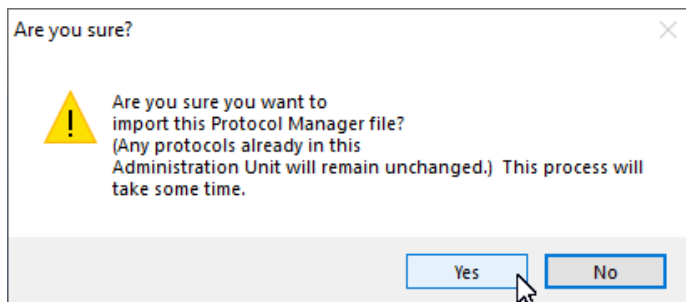 Are you sure?
Are you sure you want to
import this Protocol Manager file?
(Any protocols already in this
Administration Unit will remain unchanged.)  This process will
take some time.
Yes
No